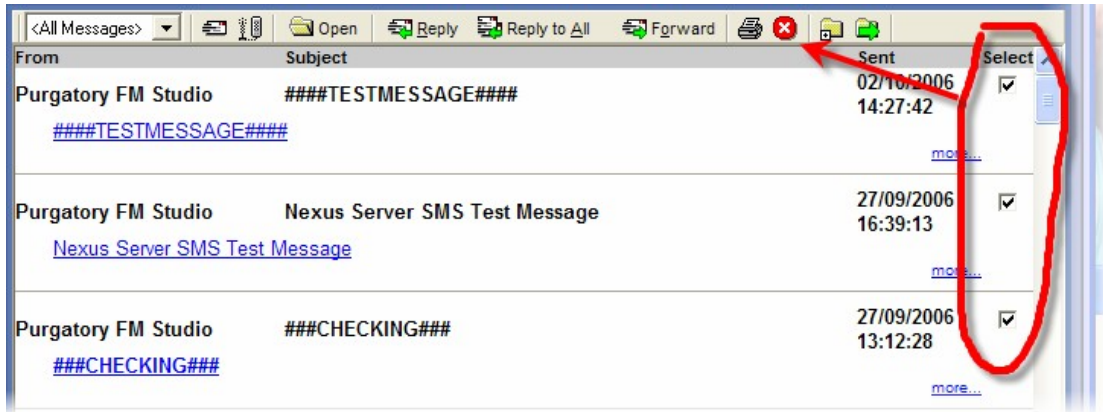 <All Messages> Open Reply Reply to All Forward
From Subject Sent Select
Purgatory FM Studio ####TESTMESSAGE#### 02/10/2006
14:27:42
####TESTMESSAGE####
more...
Purgatory FM Studio Nexus Server SMS Test Message 27/09/2006
16:39:13
Nexus Server SMS Test Message
more...
Purgatory FM Studio ###CHECKING### 27/09/2006
13:12:28
###CHECKING###
more...